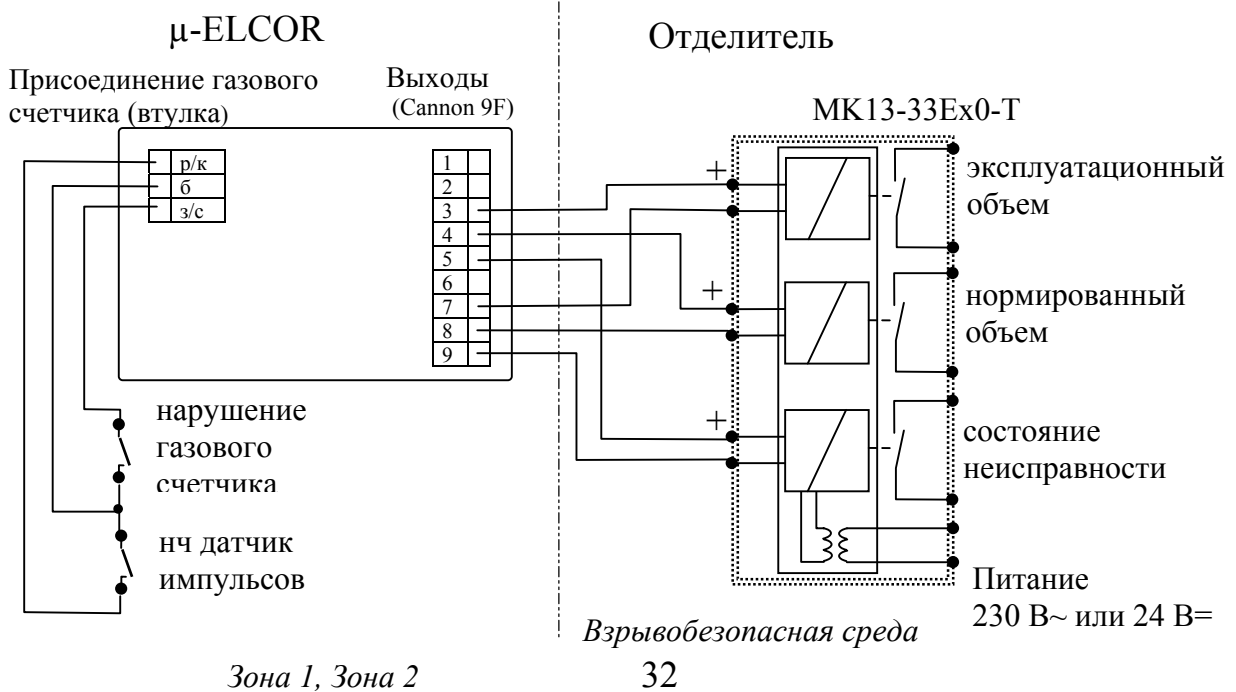 µ-ELCOR
Отделитель
Присоединение газового
счетчика (втулка)
Выходы
(Cannon 9F)
MK13-33Ex0-T
р/к
б
з/с
1
2
3
4
5
6
7
8
9
+
+
+
эксплуатационный
объем
нормированный
объем
состояние
неисправности
нарушение
газового
счетчика
нч датчик
импульсов
Питание
230 В~ или 24 В=
Взрывобезопасная среда
Зона 1, Зона 2
32